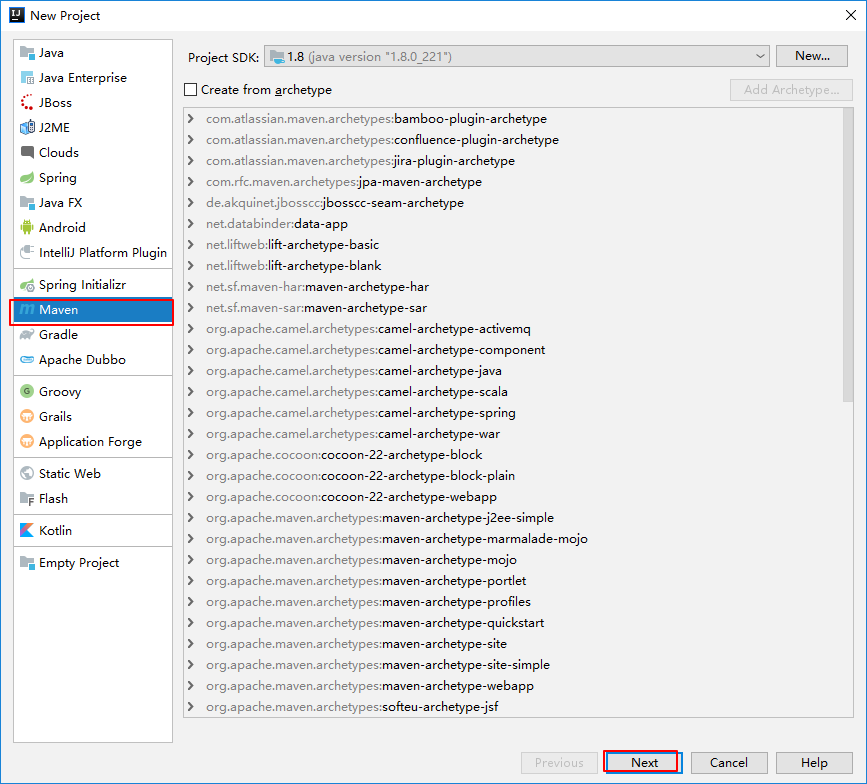 New Project
Java
Java Enterprise
JBoss
J2ME
Clouds
Spring
Java FX
Android
IntelliJ Platform Plugin
Spring Initializr
Maven
Gradle
Apache Dubbo
Groovy
Grails
Application Forge
Static Web
Flash
Kotlin
Empty Project
Project SDK: 1.8 (java version "1.8.0_221") New...
Create from archetype Add Archetype...
com.atlassian.maven.archetypes:bamboo-plugin-archetype
com.atlassian.maven.archetypes:confluence-plugin-archetype
com.atlassian.maven.archetypes:jira-plugin-archetype
com.rfc.maven.archetypes:jpa-maven-archetype
de.akquinet.jbosscc:jbosscc-seam-archetype
net.databinder:data-app
net.liftweb:lift-archetype-basic
net.liftweb:lift-archetype-blank
net.sf.maven-har:maven-archetype-har
net.sf.maven-sar:maven-archetype-sar
org.apache.camel.archetypes:camel-archetype-activemq
org.apache.camel.archetypes:camel-archetype-component
org.apache.camel.archetypes:camel-archetype-java
org.apache.camel.archetypes:camel-archetype-scala
org.apache.camel.archetypes:camel-archetype-spring
org.apache.camel.archetypes:camel-archetype-war
org.apache.cocoon:cocoon-22-archetype-block
org.apache.cocoon:cocoon-22-archetype-block-plain
org.apache.cocoon:cocoon-22-archetype-webapp
org.apache.maven.archetypes:maven-archetype-j2ee-simple
org.apache.maven.archetypes:maven-archetype-marmalade-mojo
org.apache.maven.archetypes:maven-archetype-mojo
org.apache.maven.archetypes:maven-archetype-portlet
org.apache.maven.archetypes:maven-archetype-profiles
org.apache.maven.archetypes:maven-archetype-quickstart
org.apache.maven.archetypes:maven-archetype-site
org.apache.maven.archetypes:maven-archetype-site-simple
org.apache.maven.archetypes:maven-archetype-webapp
org.apache.maven.archetypes:softeu-archetype-jsf
Previous Next Cancel Help